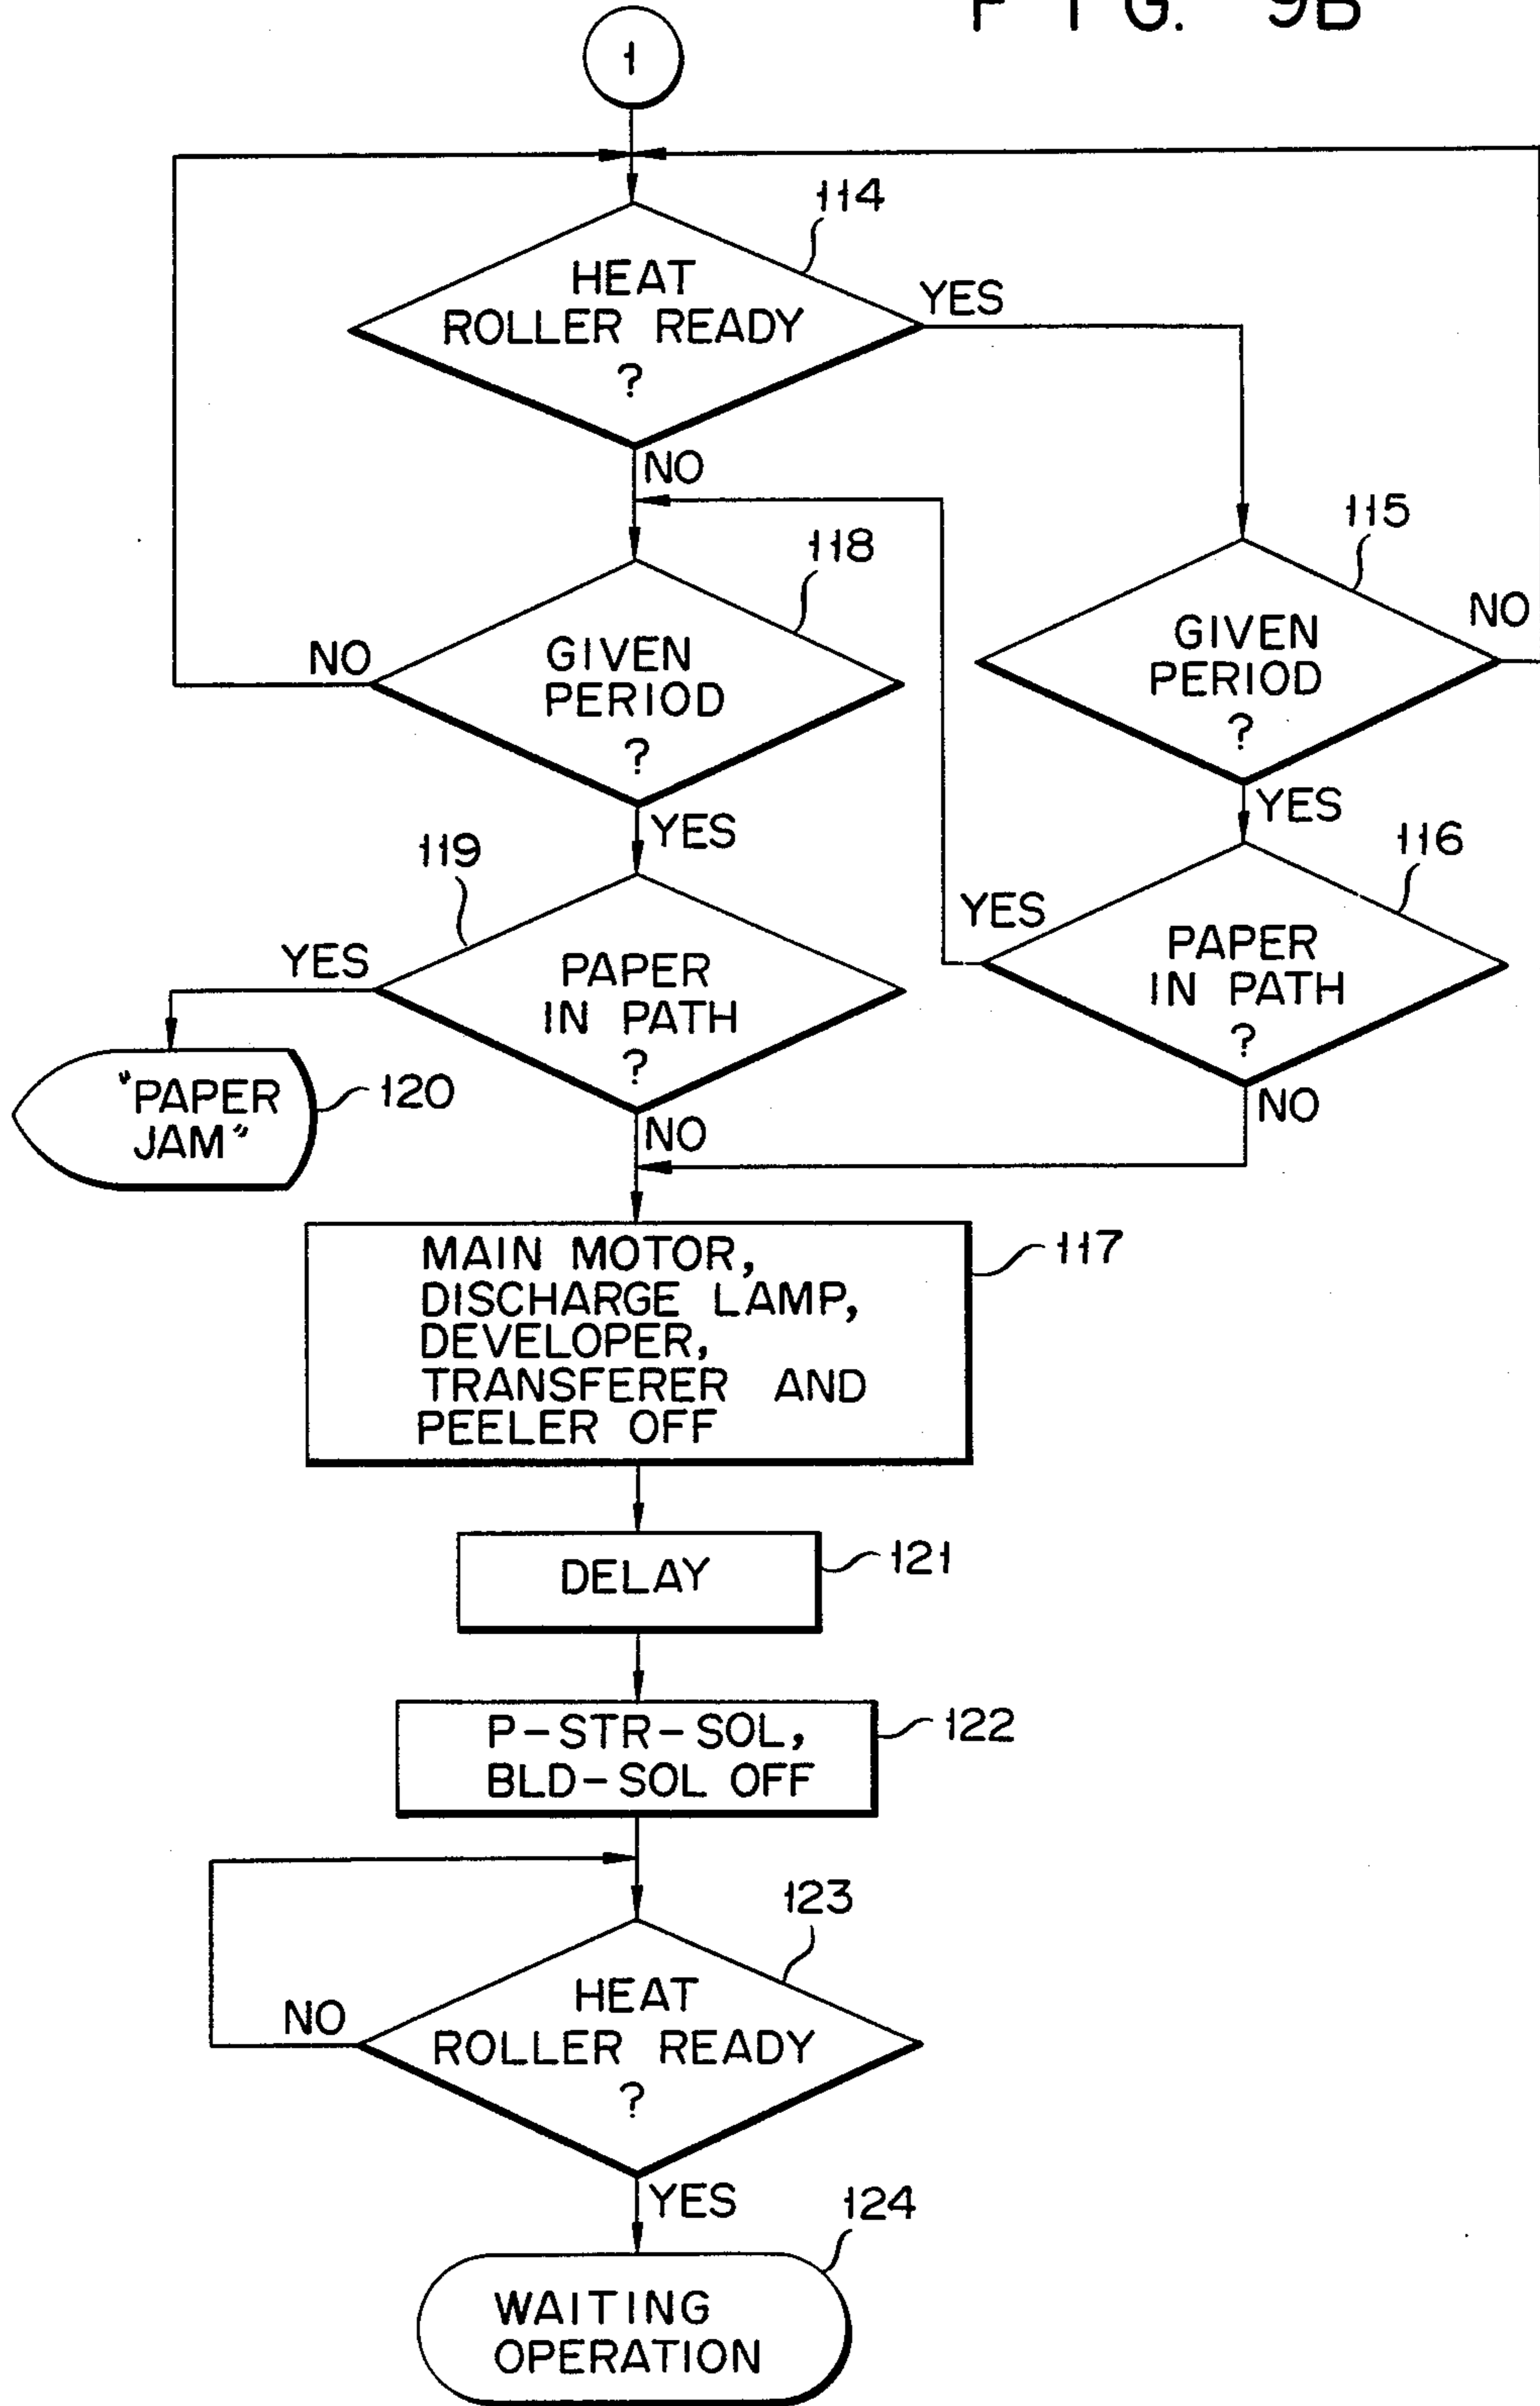 FIG. 9B
1
114
HEAT
ROLLER READY
?
YES
NO
115
118
GIVEN
PERIOD
?
NO
GIVEN
PERIOD
?
NO
YES
YES
119
116
YES
PAPER
IN PATH
?
YES
PAPER
IN PATH
?
"PAPER
JAM"
120
NO
NO
MAIN MOTOR,
DISCHARGE LAMP,
DEVELOPER,
TRANSFERER AND
PEELER OFF
117
DELAY
121
P-STR-SOL,
BLD-SOL OFF
122
123
HEAT
ROLLER READY
?
NO
YES
124
WAITING
OPERATION